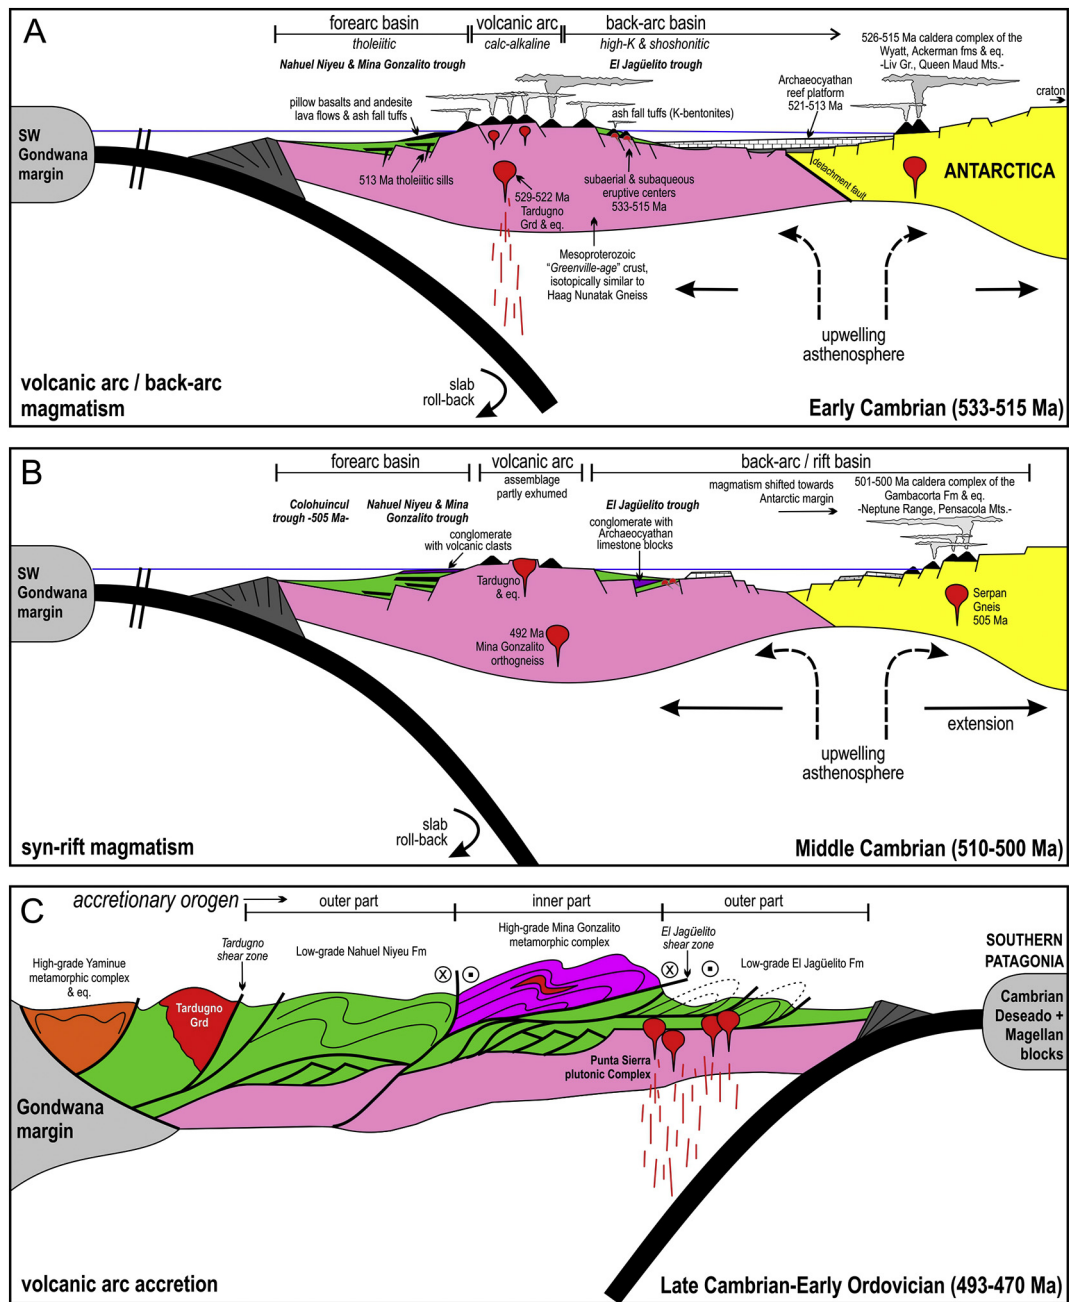 A
forearc basin
tholeiitic
Nahuel Niyeu & Mina Gonzalito trough
volcanic arc
calc-alkaline
back-arc basin
high-K & shoshonitic
El Jagüelito trough
526-515 Ma caldera complex of the
Wyatt, Ackerman fms & eq.
-Liv Gr., Queen Maud Mts.-
Archaeocyathan
reef platform
521-513 Ma
craton
pillow basalts and andesite
lava flows & ash fall tuffs
ash fall tuffs (K-bentonites)
SW
Gondwana
margin
513 Ma tholeiitic sills
529-522 Ma
Tardugno
Grd & eq.
subaerial & subaqueous
eruptive centers
533-515 Ma
detachment fault
ANTARCTICA
Mesoproterozoic
"Greenville-age" crust,
isotopically similar to
Haag Nunatak Gneiss
upwelling
asthenosphere
slab
roll-back
volcanic arc / back-arc
magmatism
Early Cambrian (533-515 Ma)
B
forearc basin
volcanic arc
assemblage
partly exhumed
back-arc / rift basin
magmatism shifted towards
Antarctic margin
501-500 Ma caldera complex of the
Gambacorta Fm & eq.
-Neptune Range, Pensacola Mts.-
Colohuincul
trough -505 Ma-
Nahuel Niyeu & Mina
Gonzalito trough
El Jagüelito trough
conglomerate
with volcanic clasts
conglomerate with
Archaeocyathan
limestone blocks
SW
Gondwana
margin
Tardugno
& eq.
492 Ma
Mina Gonzalito
orthogneiss
Serpan
Gneis
505 Ma
extension
upwelling
asthenosphere
slab
roll-back
syn-rift magmatism
Middle Cambrian (510-500 Ma)
C
accretionary orogen
outer part
inner part
outer part
High-grade Yaminue
metamorphic complex
& eq.
Tardugno
shear zone
Low-grade Nahuel Niyeu Fm
High-grade Mina Gonzalito
metamorphic complex
El Jagüelito
shear zone
Low-grade El Jagüelito Fm
SOUTHERN
PATAGONIA
Tardugno
Grd
Cambrian
Deseado +
Magellan
blocks
Punta Sierra
plutonic Complex
Gondwana
margin
volcanic arc accretion
Late Cambrian-Early Ordovician (493-470 Ma)